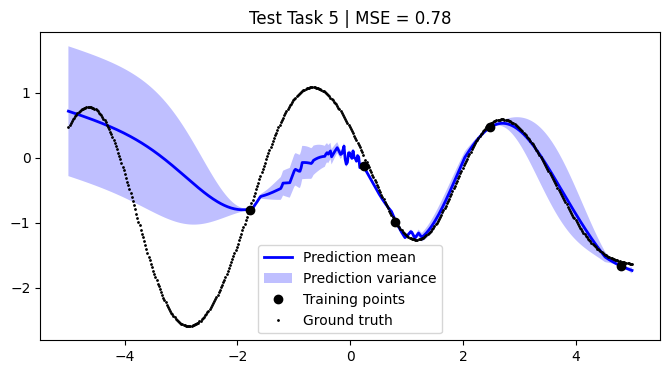 Test Task 5 | MSE = 0.78
1
0
−1
−2
−4
−2
0
2
4
Prediction mean
Prediction variance
Training points
Ground truth